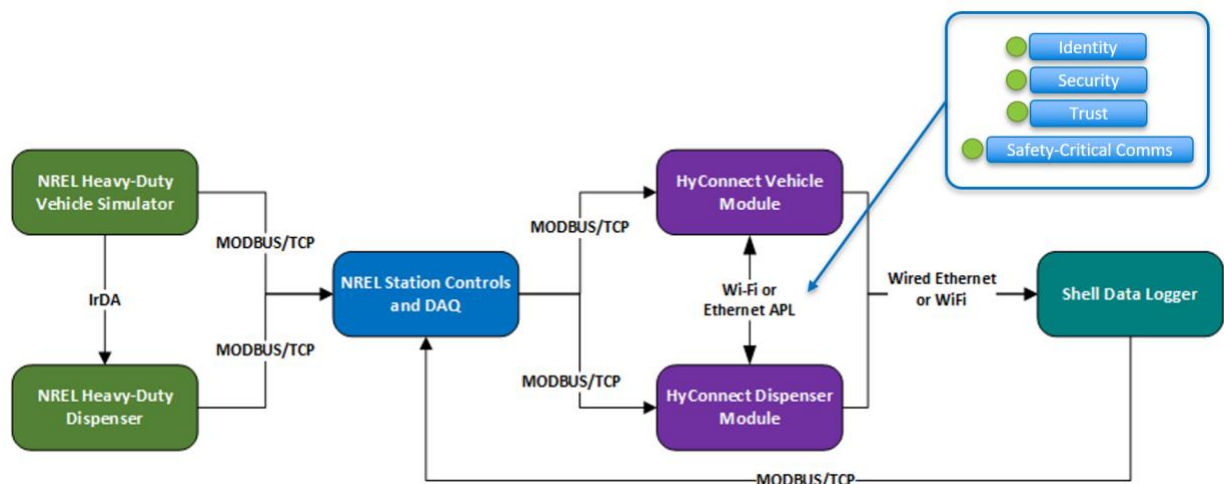 Identity
Security
Trust
Safety-Critical Comms
NREL Heavy-Duty
Vehicle Simulator
HyConnect Vehicle
Module
MODBUS/TCP
MODBUS/TCP
IrDA
NREL Station Controls
and DAQ
Wi-Fi or
Ethernet APL
Wired Ethernet
or WiFi
Shell Data Logger
MODBUS/TCP
MODBUS/TCP
NREL Heavy-Duty
Dispenser
HyConnect Dispenser
Module
MODBUS/TCP